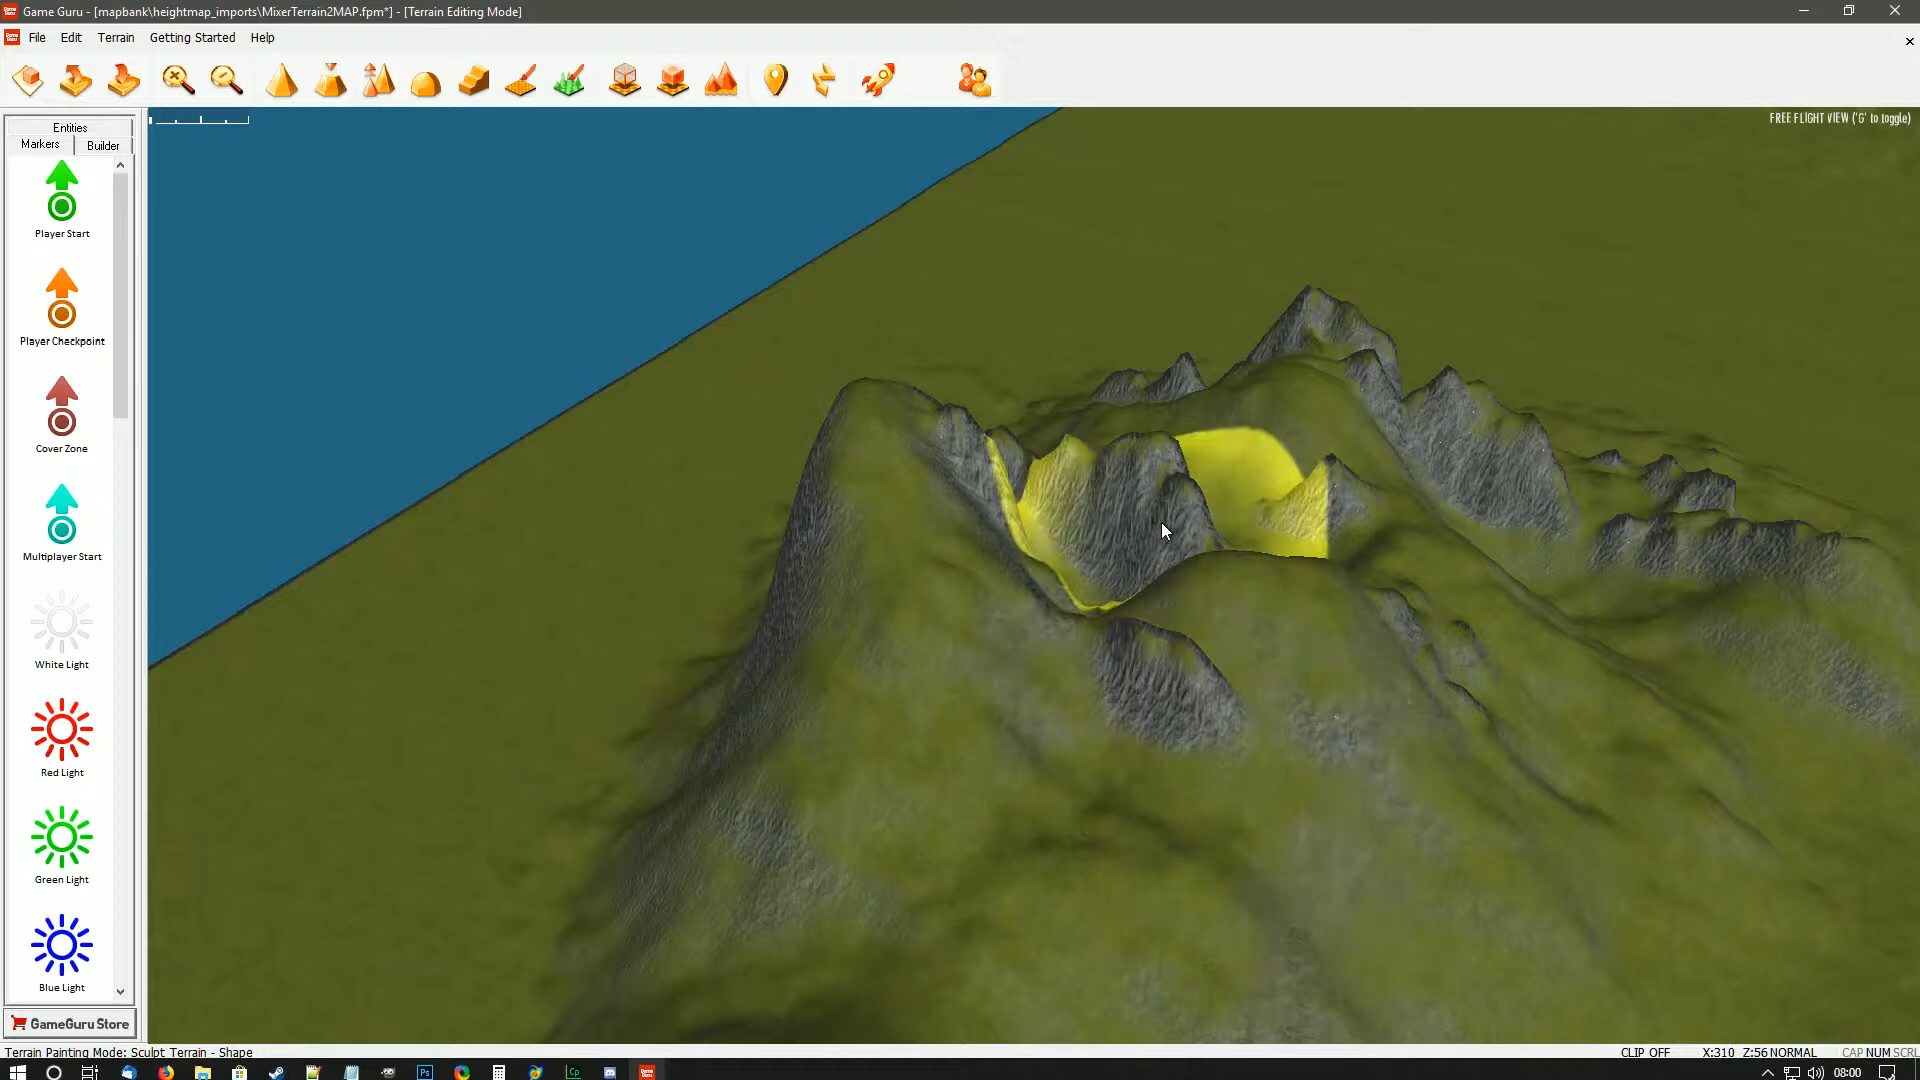 Game Guru - [mapbank\heightmap_imports\MixerTerrain2MAP.fpm*] - [Terrain Editing Mode]
File Edit Terrain Getting Started Help
FREE FLIGHT VIEW ('G' to toggle)
Entities
Markers Builder
Player Start
Player Checkpoint
Cover Zone
Multiplayer Start
White Light
Red Light
Green Light
Blue Light
GameGuru Store
Terrain Painting Mode: Sculpt Terrain - Shape
CLIP OFF X:310 Z:56 NORMAL CAP NUM SCRL
Ps Cp 08:00